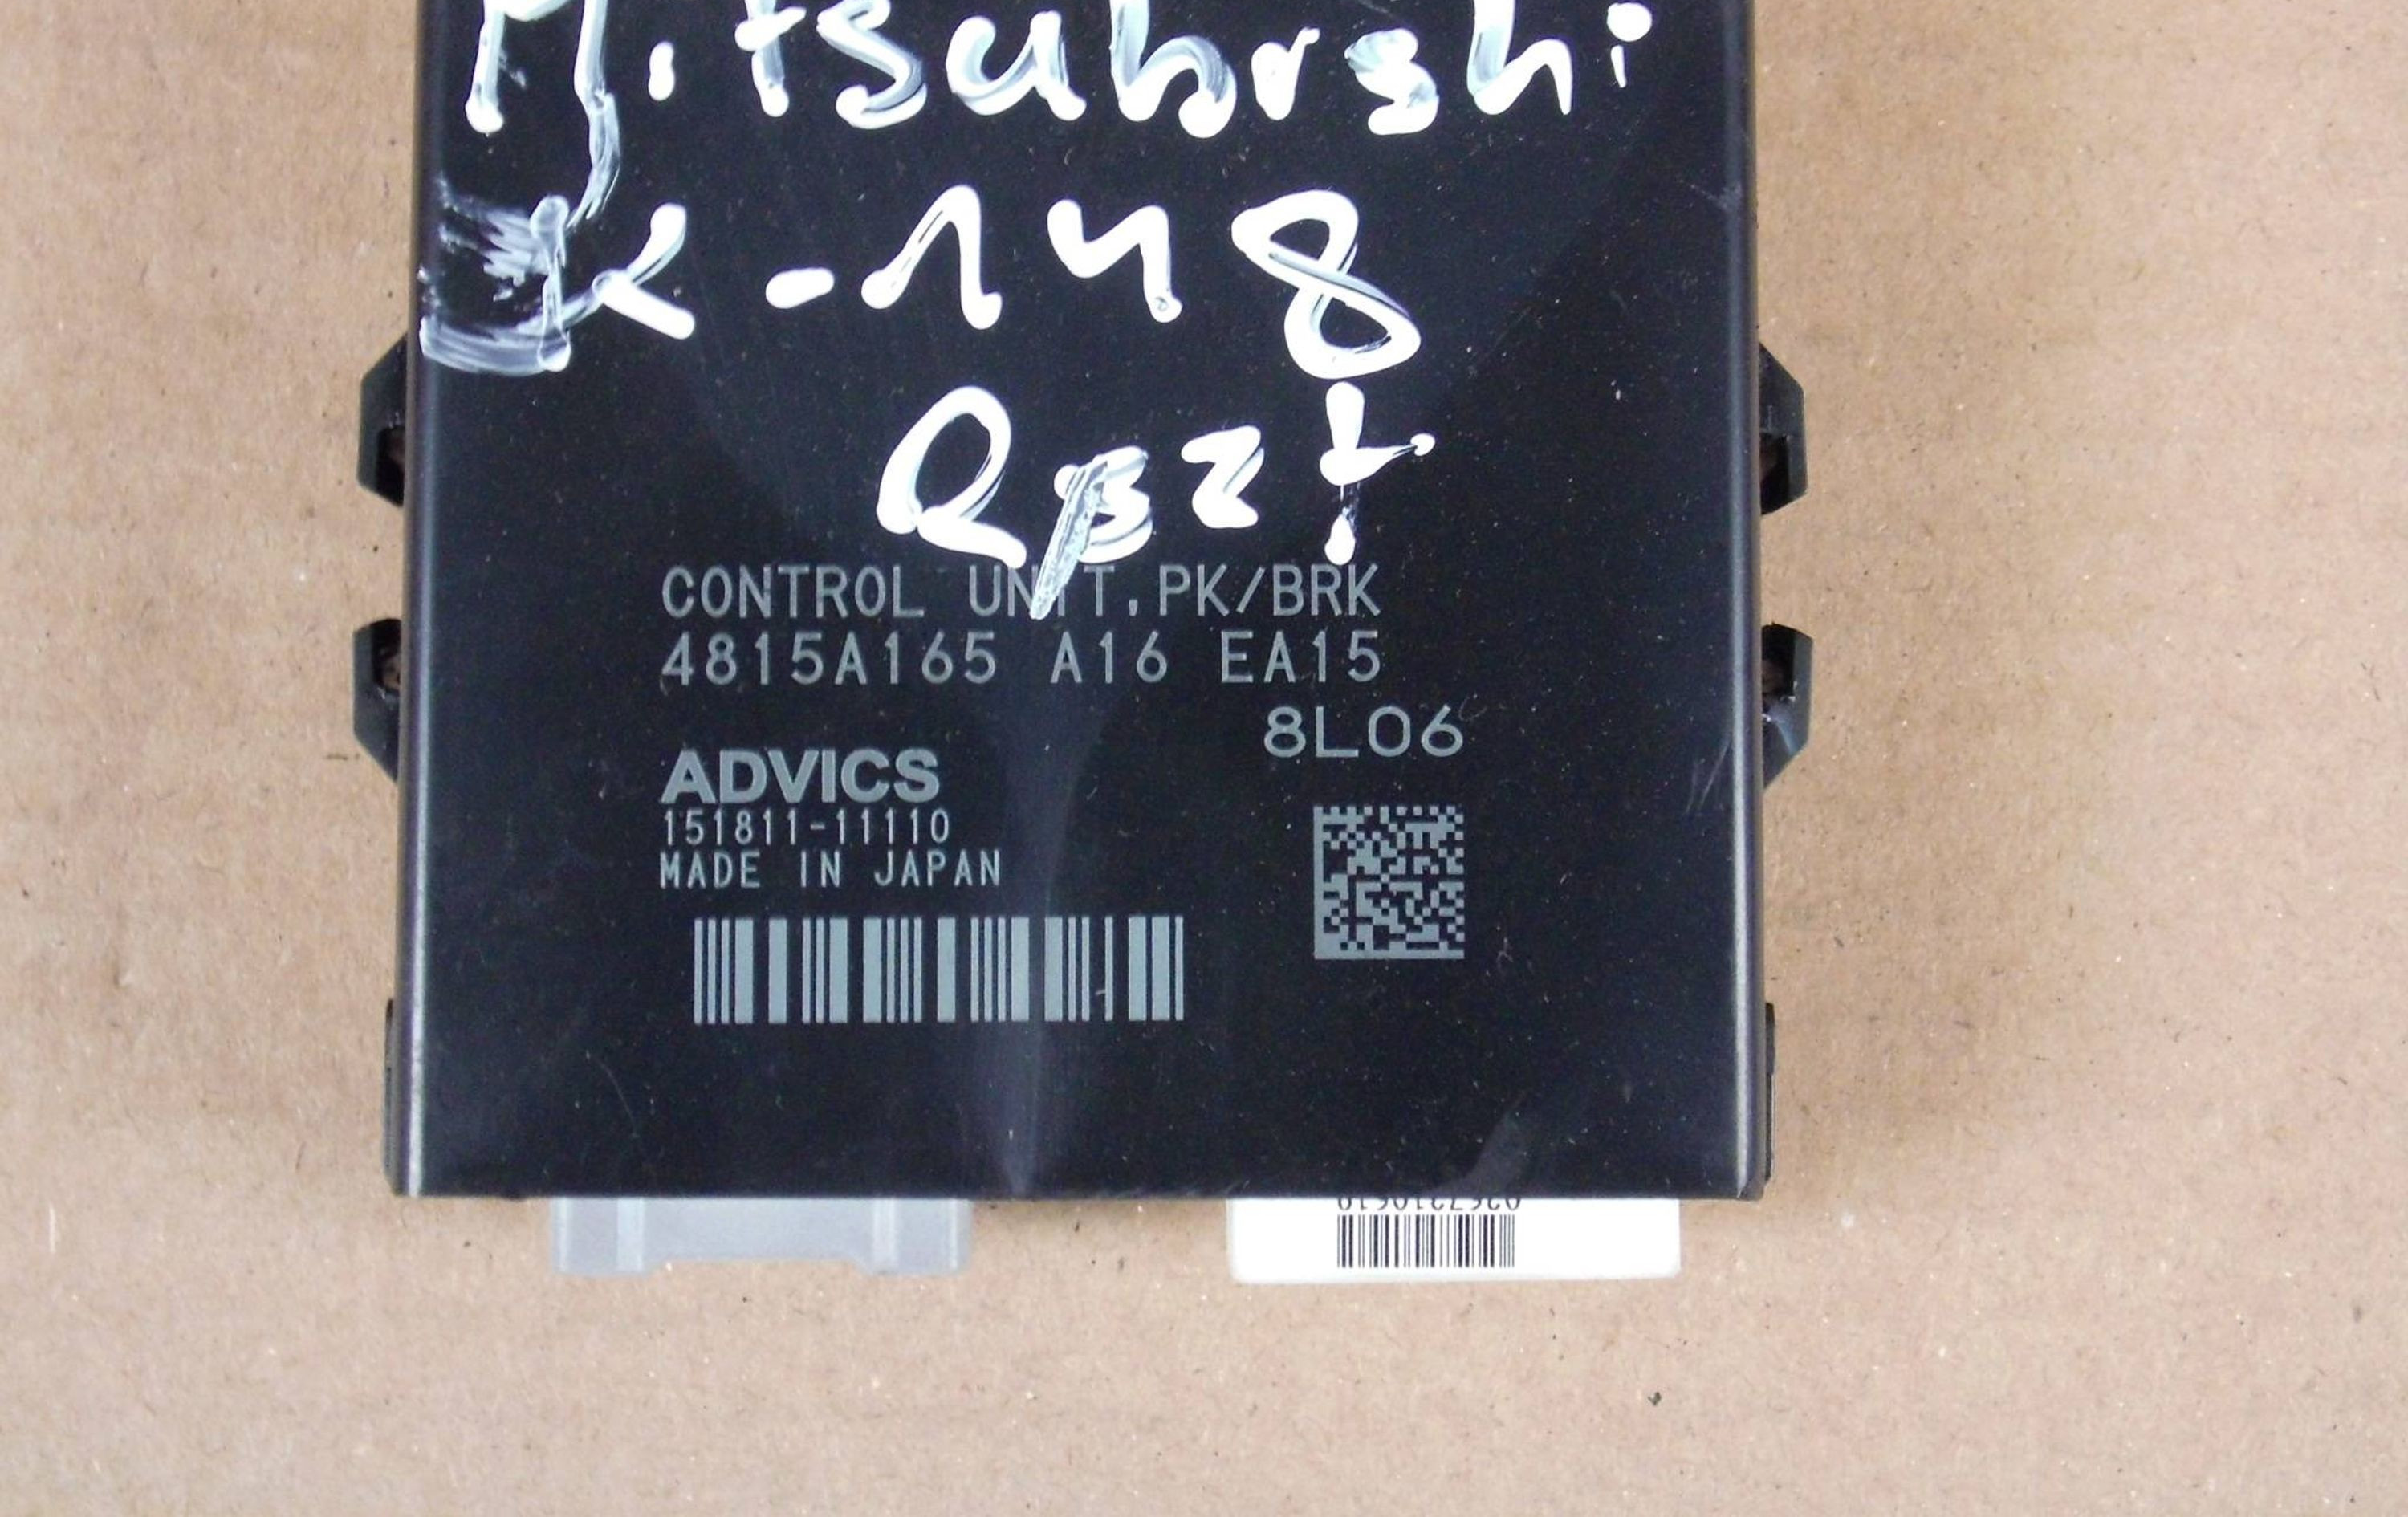 Mitsubishi
K-148
CONTROL UNIT,PK/BRK
4815A165 A16 EA15
8L06
ADVICS
151811-11110
MADE IN JAPAN